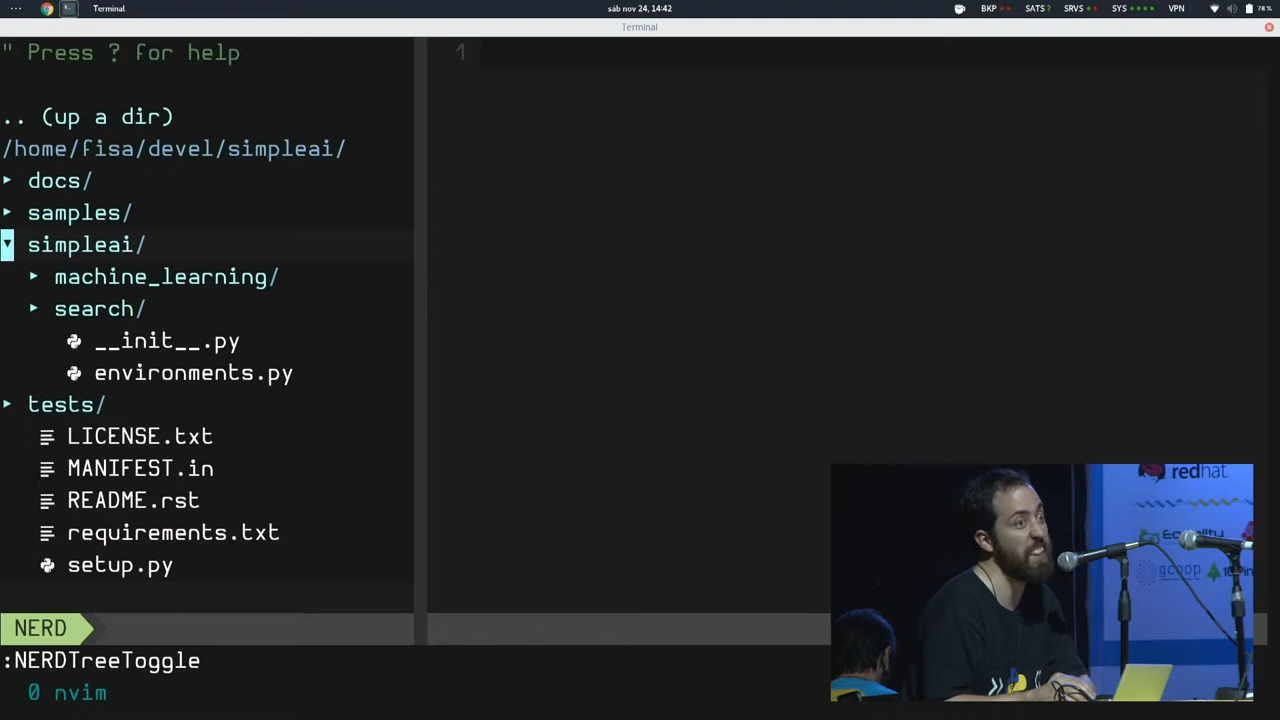 Terminal
sáb nov 24, 14:42
BKP
SATS ?
SRVS
SYS
VPN
78 %
Terminal
" Press ? for help
1
.. (up a dir)
/home/fisa/devel/simpleai/
▸ docs/
▸ samples/
▾ simpleai/
▸ machine_learning/
▸ search/
__init__.py
environments.py
▸ tests/
LICENSE.txt
MANIFEST.in
README.rst
requirements.txt
setup.py
NERD
:NERDTreeToggle
0 nvim
redhat
gcoop